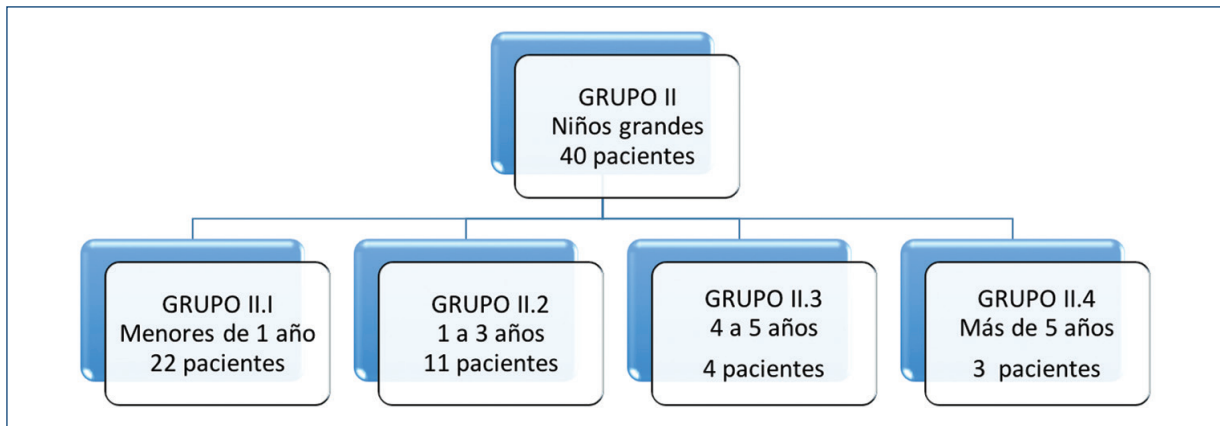 GRUPO II
Niños grandes
40 pacientes
GRUPO II.I
Menores de 1 año
22 pacientes
GRUPO II.2
1 a 3 años
11 pacientes
GRUPO II.3
4 a 5 años
4 pacientes
GRUPO II.4
Más de 5 años
3 pacientes